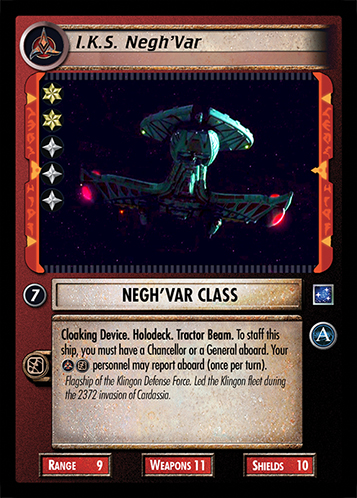 I.K.S. Negh'Var
7
NEGH'VAR CLASS
Cloaking Device. Holodeck. Tractor Beam. To staff this
ship, you must have a Chancellor or a General aboard. Your
personnel may report aboard (once per turn).
Flagship of the Klingon Defense Force. Led the Klingon fleet during
the 2372 invasion of Cardassia.
A
RANGE 9 WEAPONS 11 SHIELDS 10